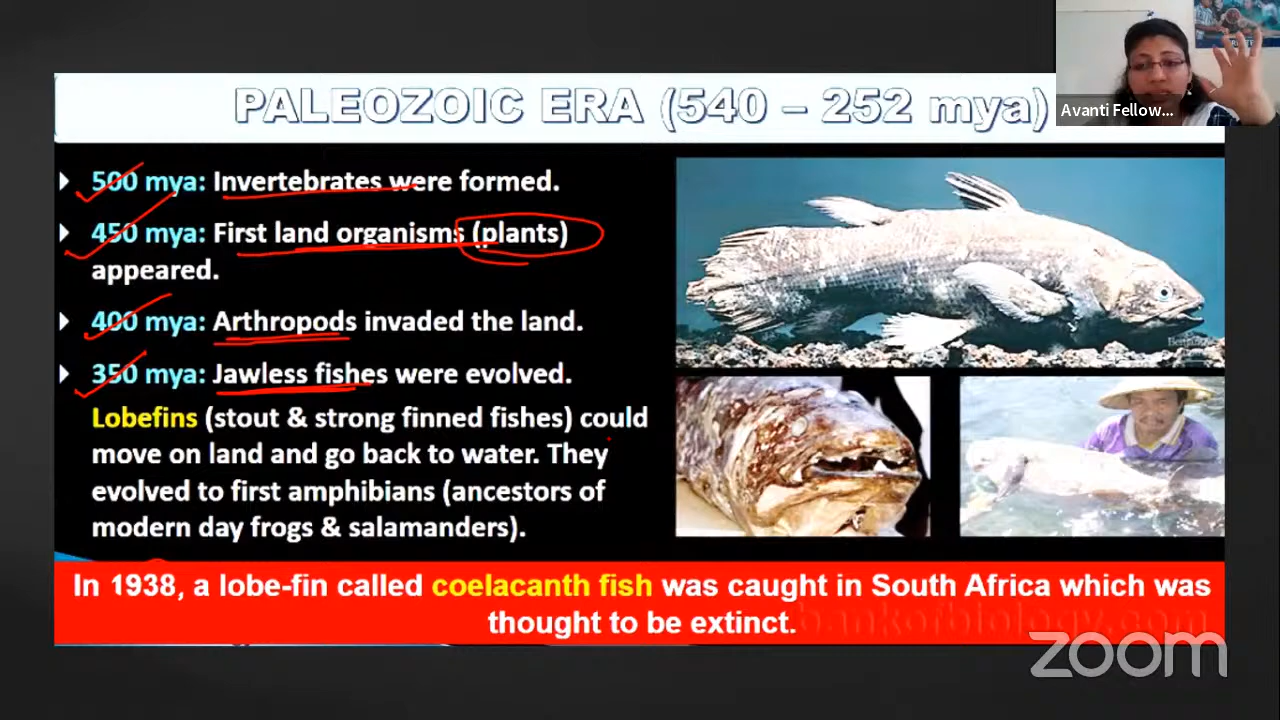 Avanti Fellow...
PALEOZOIC ERA (540 – 252 mya)
500 mya: Invertebrates were formed.
450 mya: First land organisms (plants)
appeared.
400 mya: Arthropods invaded the land.
350 mya: Jawless fishes were evolved.
Lobefins (stout & strong finned fishes) could
move on land and go back to water. They
evolved to first amphibians (ancestors of
modern day frogs & salamanders).
In 1938, a lobe-fin called coelacanth fish was caught in South Africa which was
thought to be extinct.
bankofbiology.com
zoom